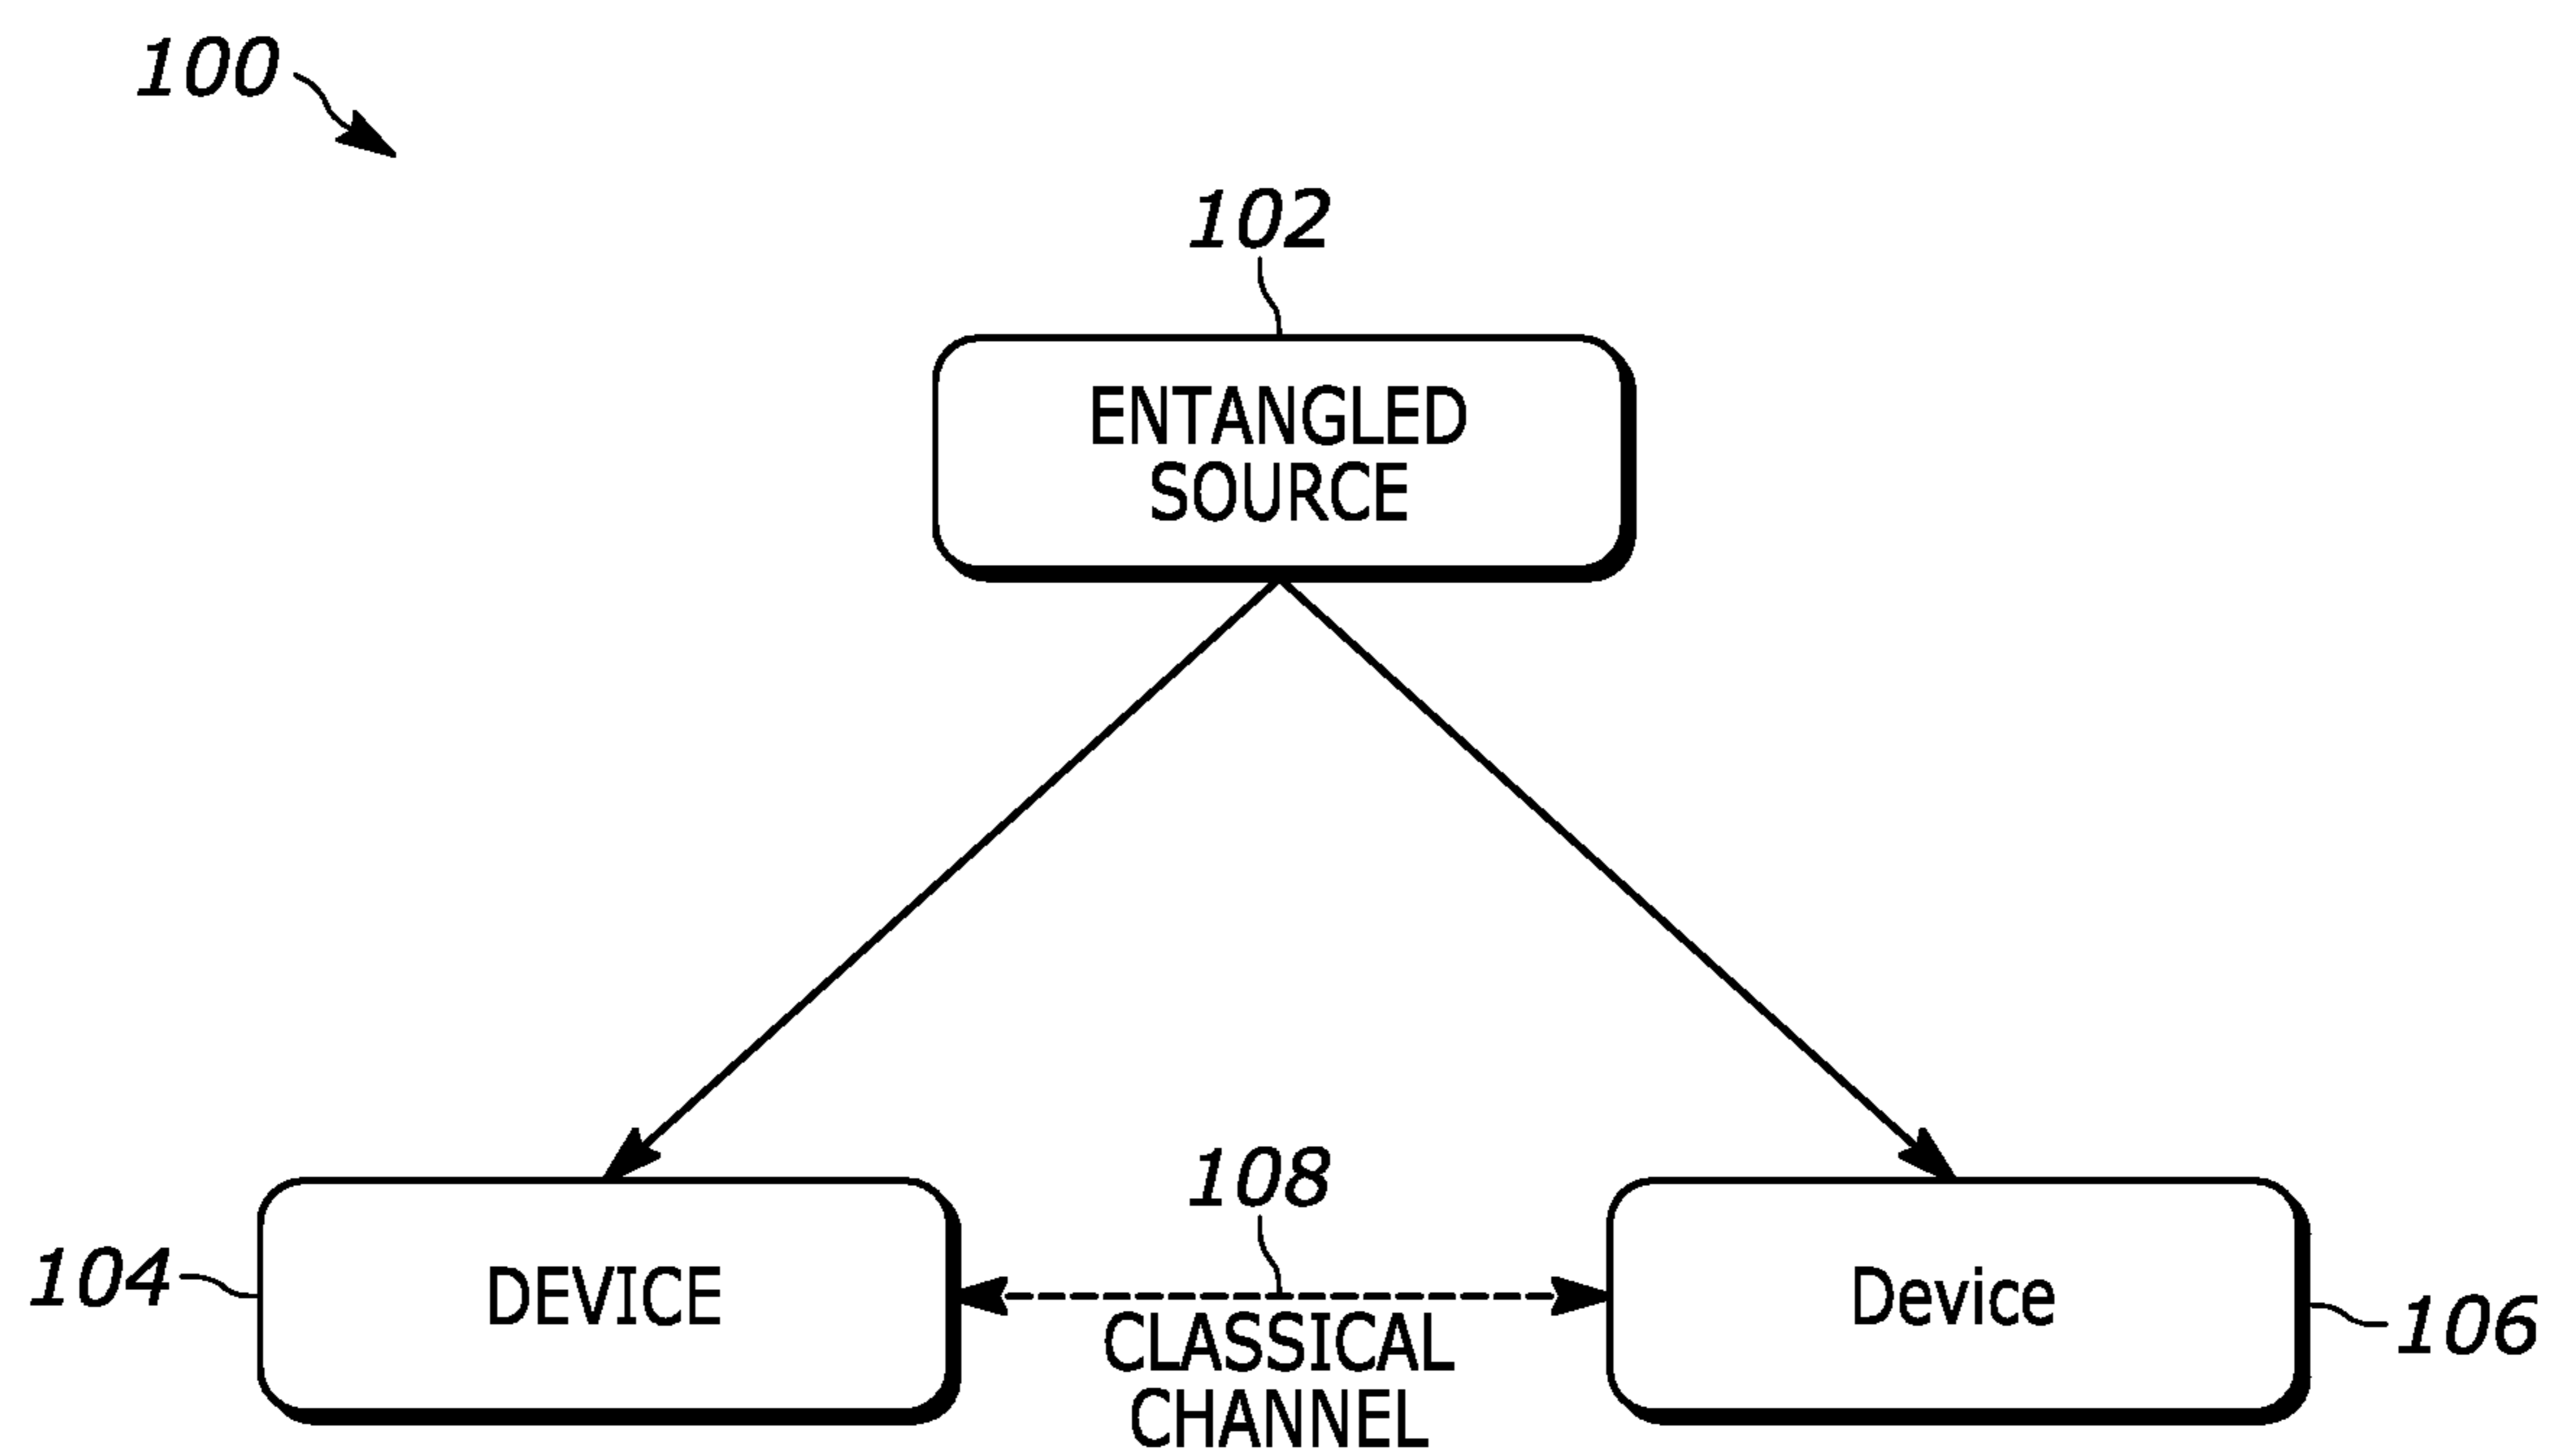 100
102
ENTANGLED
SOURCE
108
104
DEVICE
CLASSICAL
CHANNEL
Device
106